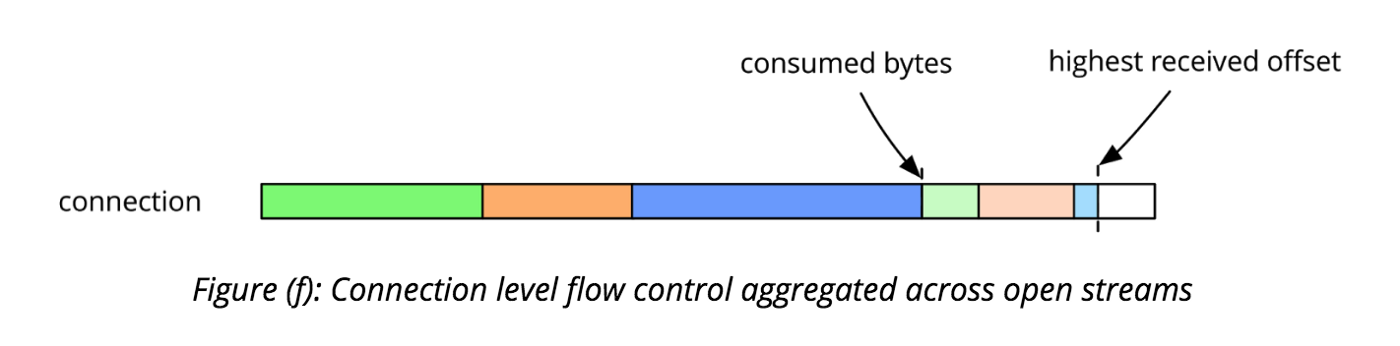 consumed bytes
highest received offset
connection
Figure (f): Connection level flow control aggregated across open streams